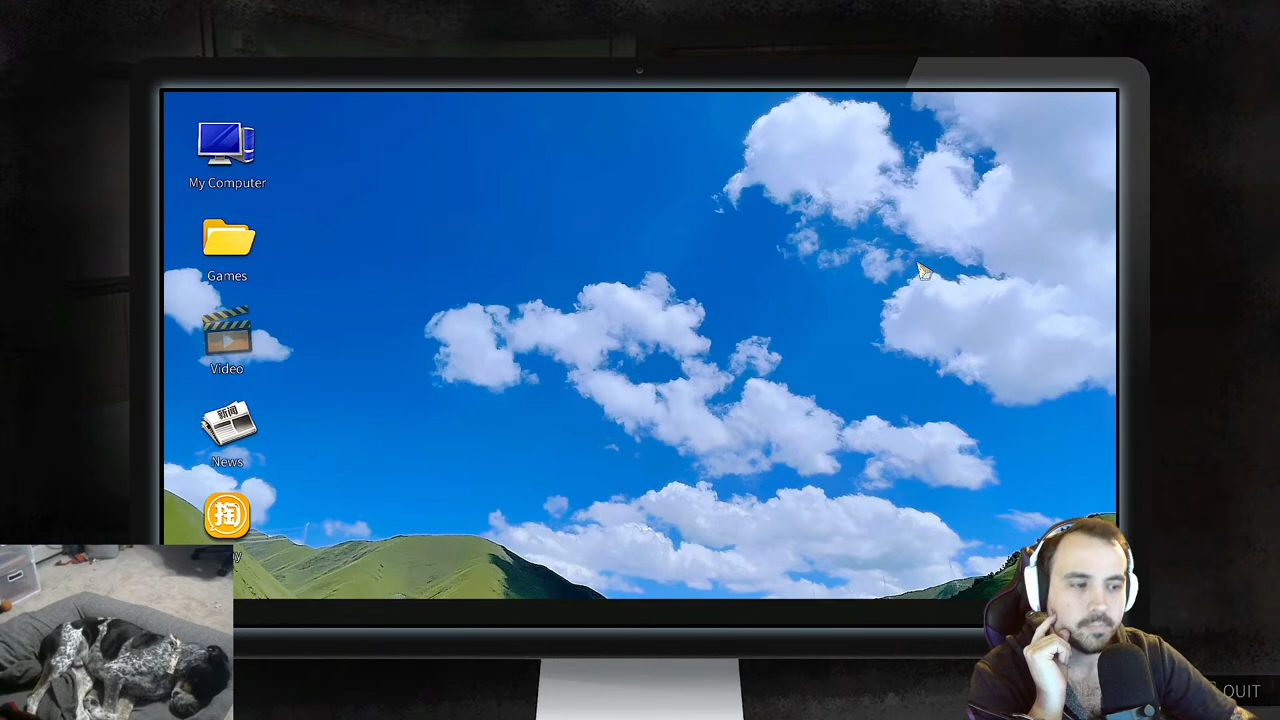 My Computer
Games
Video
新闻
News
淘
QUIT